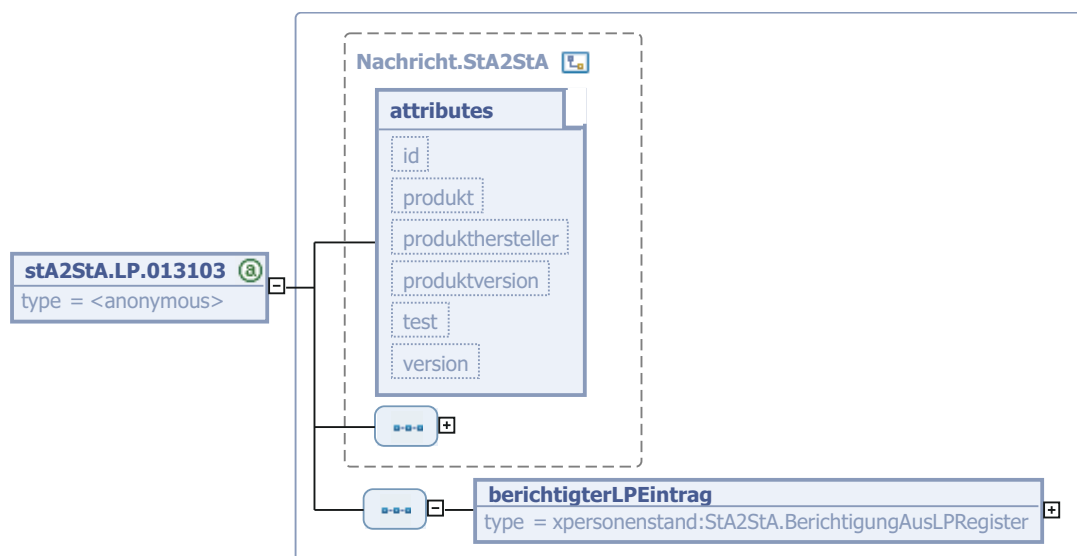 Nachricht.StA2StA
attributes
id
produkt
produkthersteller
produktversion
test
version
stA2StA.LP.013103 a
type = <anonymous>
berichtigterLPEintrag
type = xpersonenstand:StA2StA.BerichtigungAusLPRegister